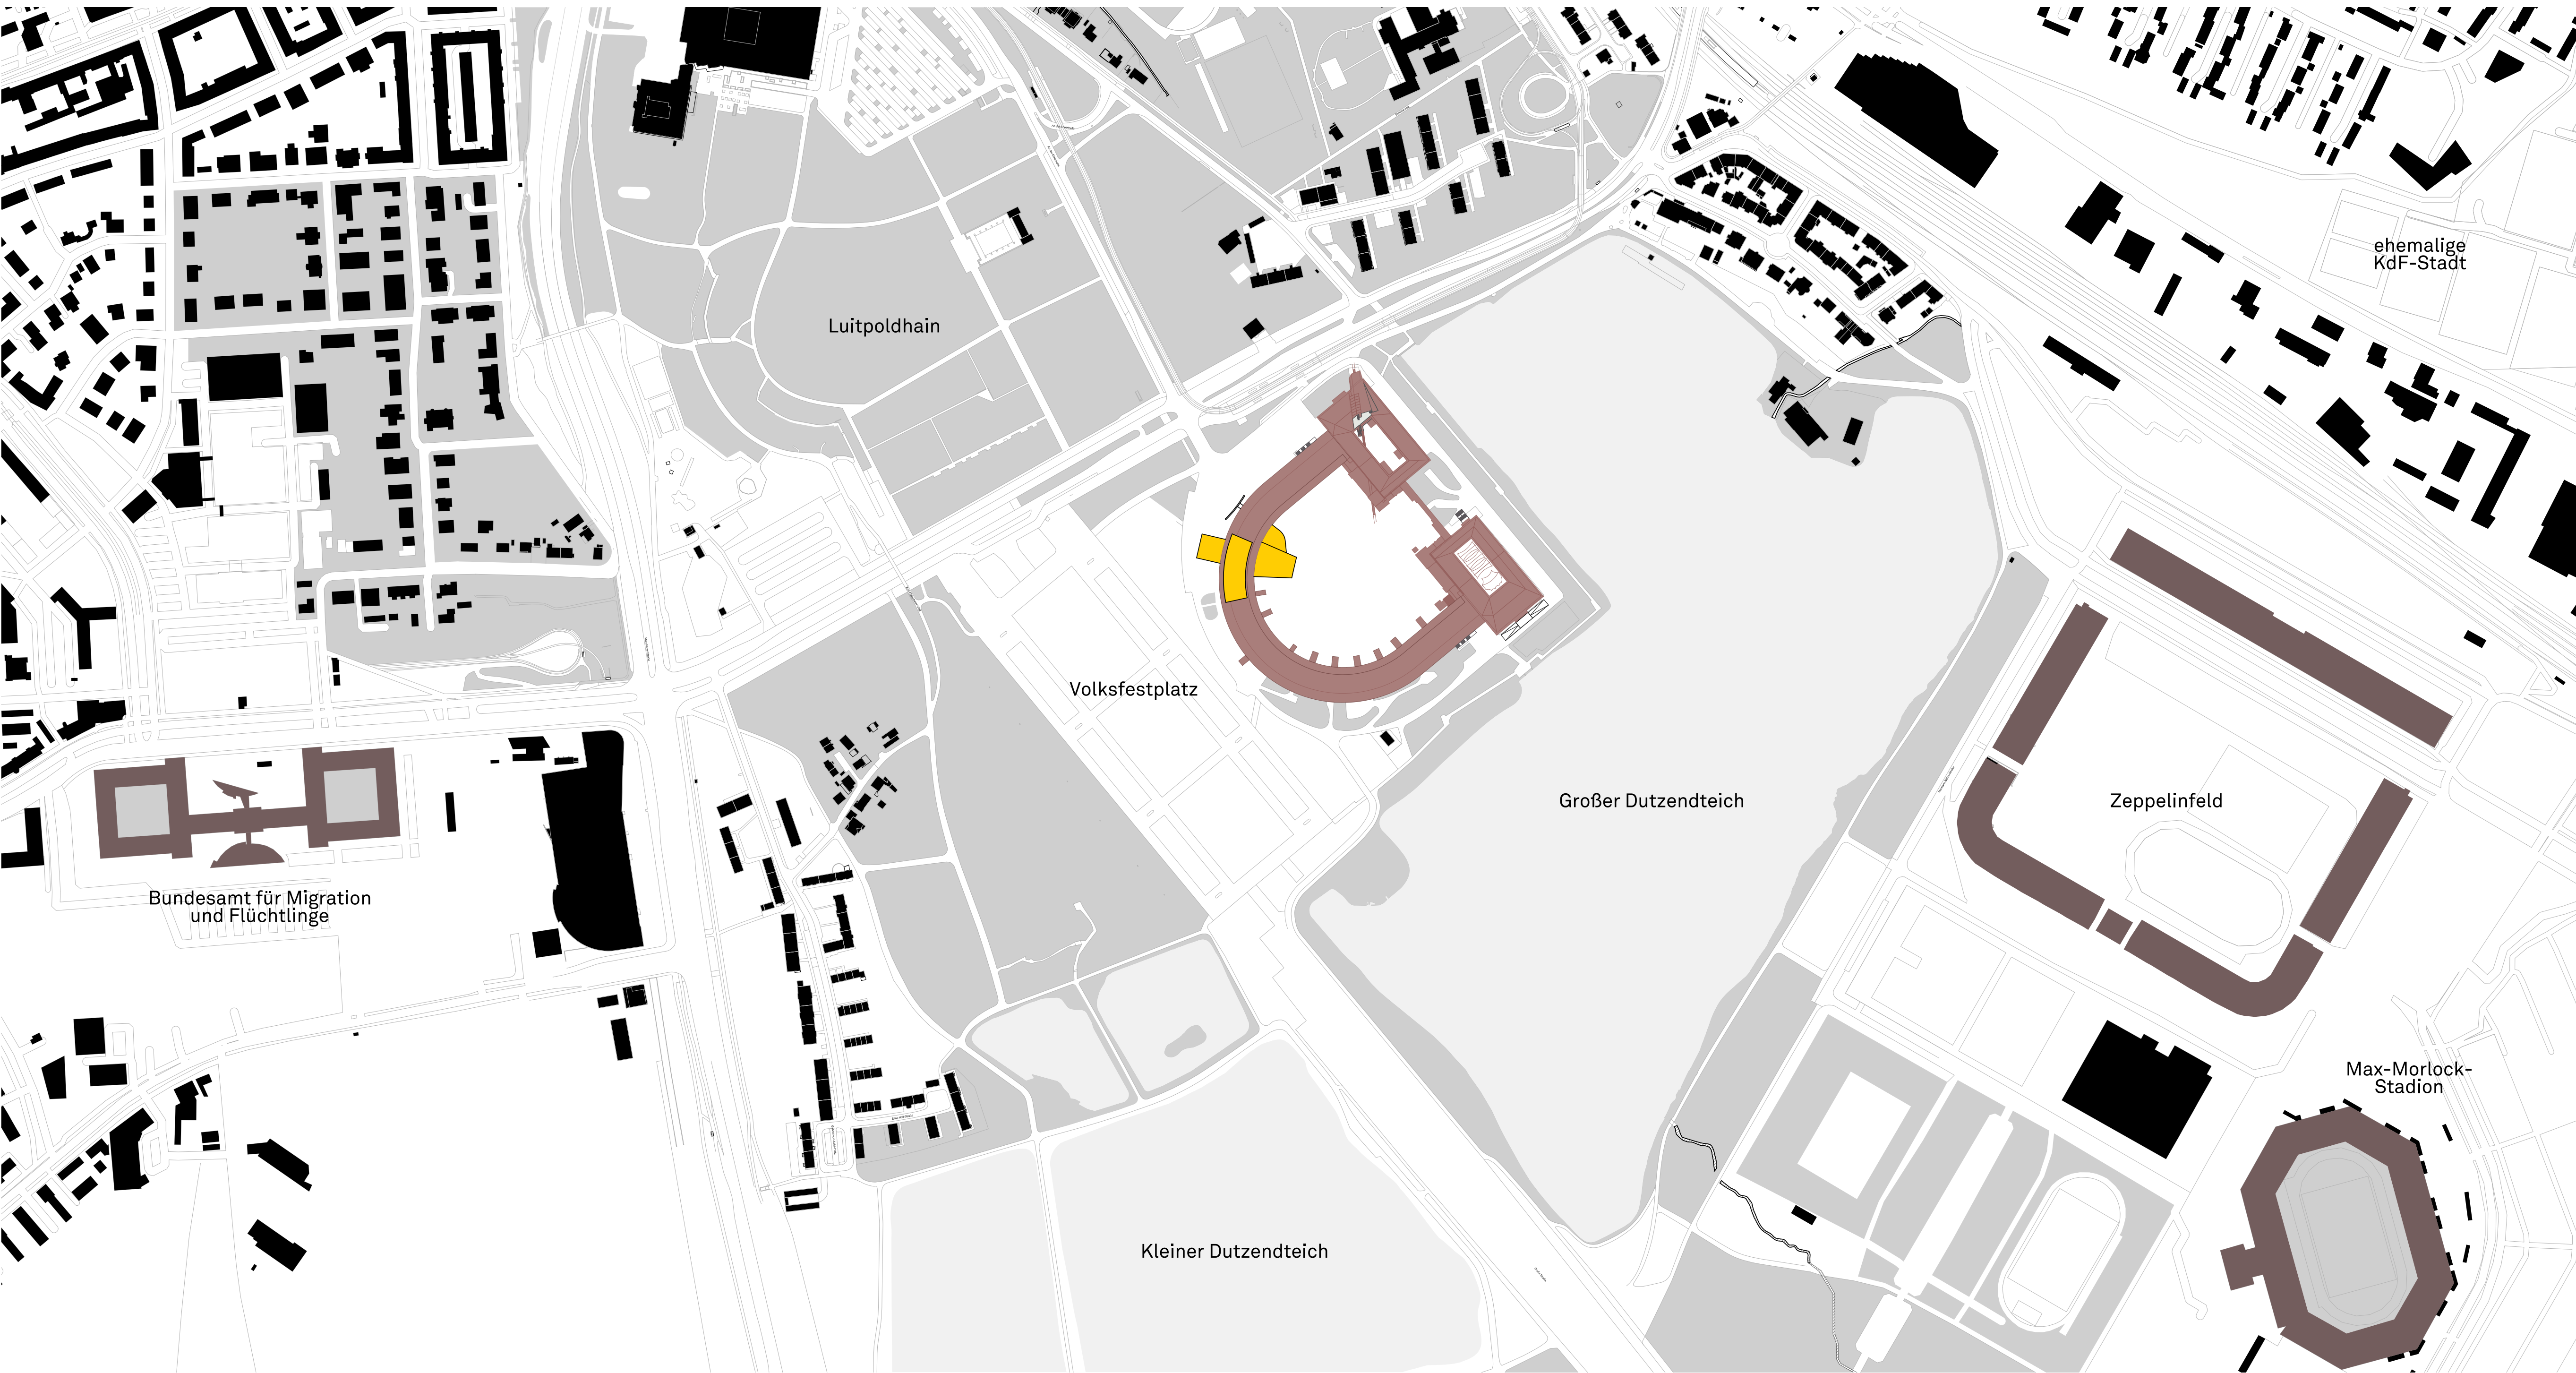 ehemalige
KdF-Stadt
Luitpoldhain
Volksfestplatz
Großer Dutzendteich
Zeppelinfeld
Bundesamt für Migration
und Flüchtlinge
Max-Morlock-
Stadion
Kleiner Dutzendteich